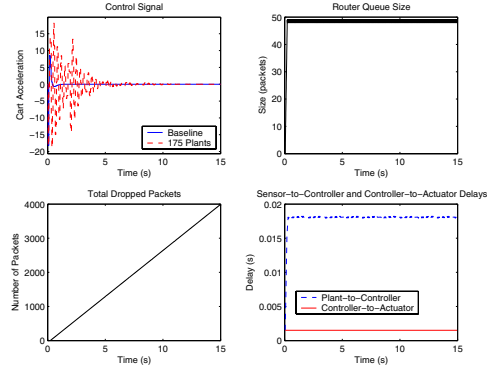 Control Signal
Cart Acceleration
15
10
5
0
−5
−10
−15
−20
0
5
10
15
Time (s)
Baseline
175 Plants
Router Queue Size
Size (packets)
50
40
30
20
10
0
0
5
10
15
Time (s)
Total Dropped Packets
Number of Packets
4000
3000
2000
1000
0
0
5
10
15
Time (s)
Sensor−to−Controller and Controller−to−Actuator Delays
Delay (s)
0.02
0.015
0.01
0.005
0
0
5
10
15
Time (s)
Plant−to−Controller
Controller−to−Actuator